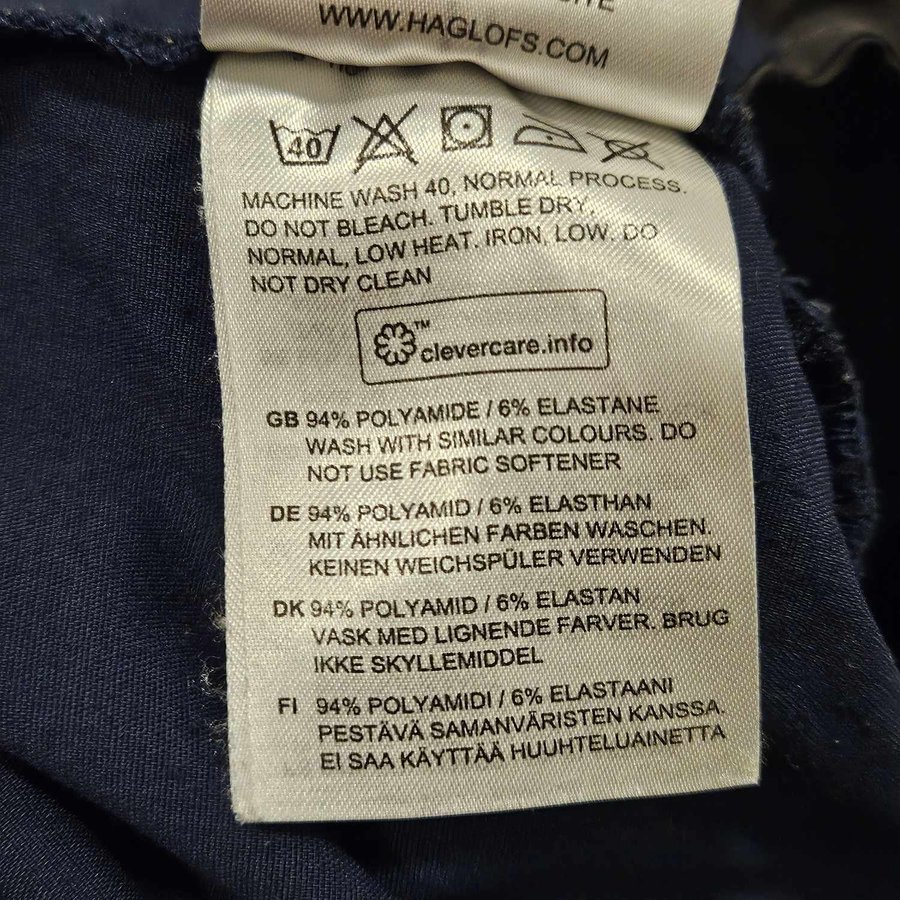 WWW.HAGLOFS.COM
40
MACHINE WASH 40, NORMAL PROCESS.
DO NOT BLEACH. TUMBLE DRY,
NORMAL, LOW HEAT. IRON, LOW. DO
NOT DRY CLEAN
TM
clevercare.info
GB 94% POLYAMIDE / 6% ELASTANE
WASH WITH SIMILAR COLOURS. DO
NOT USE FABRIC SOFTENER
DE 94% POLYAMID / 6% ELASTHAN
MIT ÄHNLICHEN FARBEN WASCHEN.
KEINEN WEICHSPÜLER VERWENDEN
DK 94% POLYAMID / 6% ELASTAN
VASK MED LIGNENDE FARVER. BRUG
IKKE SKYLLEMIDDEL
FI 94% POLYAMIDI / 6% ELASTAANI
PESTÄVÄ SAMANVÄRISTEN KANSSA.
EI SAA KÄYTTÄÄ HUUHTELUAINETTA